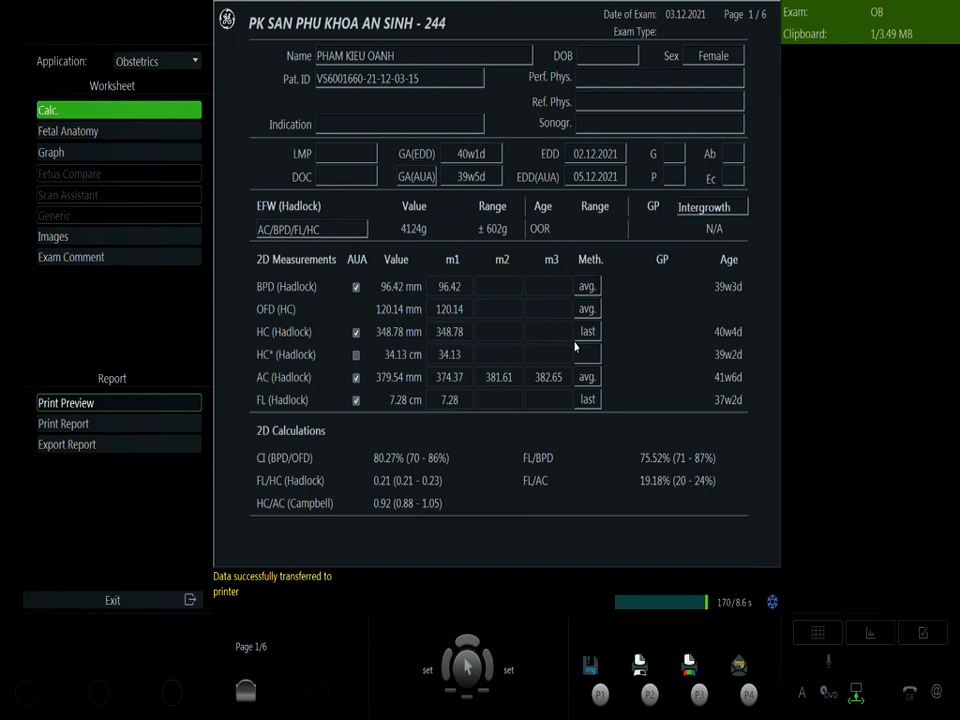 PK SAN PHU KHOA AN SINH - 244
Date of Exam: 03.12.2021 Page 1 / 6
Exam Type:
Exam: OB
Clipboard: 1/3.49 MB
Application: Obstetrics
Worksheet
Calc.
Fetal Anatomy
Graph
Fetus Compare
Scan Assistant
Generic
Images
Exam Comment
Report
Print Preview
Print Report
Export Report
Exit
Name PHAM KIEU OANH DOB Sex Female
Pat. ID VS6001660-21-12-03-15 Perf. Phys.
Ref. Phys.
Indication Sonogr.
LMP GA(EDD) 40w1d EDD 02.12.2021 G Ab
DOC GA(AUA) 39w5d EDD(AUA) 05.12.2021 P Ec
EFW (Hadlock) Value Range Age Range GP Intergrowth
AC/BPD/FL/HC 4124g ± 602g OOR N/A
2D Measurements AUA Value m1 m2 m3 Meth. GP Age
BPD (Hadlock) 96.42 mm 96.42 avg. 39w3d
OFD (HC) 120.14 mm 120.14 avg.
HC (Hadlock) 348.78 mm 348.78 last 40w4d
HC* (Hadlock) 34.13 cm 34.13 39w2d
AC (Hadlock) 379.54 mm 374.37 381.61 382.65 avg. 41w6d
FL (Hadlock) 7.28 cm 7.28 last 37w2d
2D Calculations
CI (BPD/OFD) 80.27% (70 - 86%) FL/BPD 75.52% (71 - 87%)
FL/HC (Hadlock) 0.21 (0.21 - 0.23) FL/AC 19.18% (20 - 24%)
HC/AC (Campbell) 0.92 (0.88 - 1.05)
Data successfully transferred to
printer
170/8.6 s
Page 1/6
set set
img
P1 P2 P3 P4
A DVD @